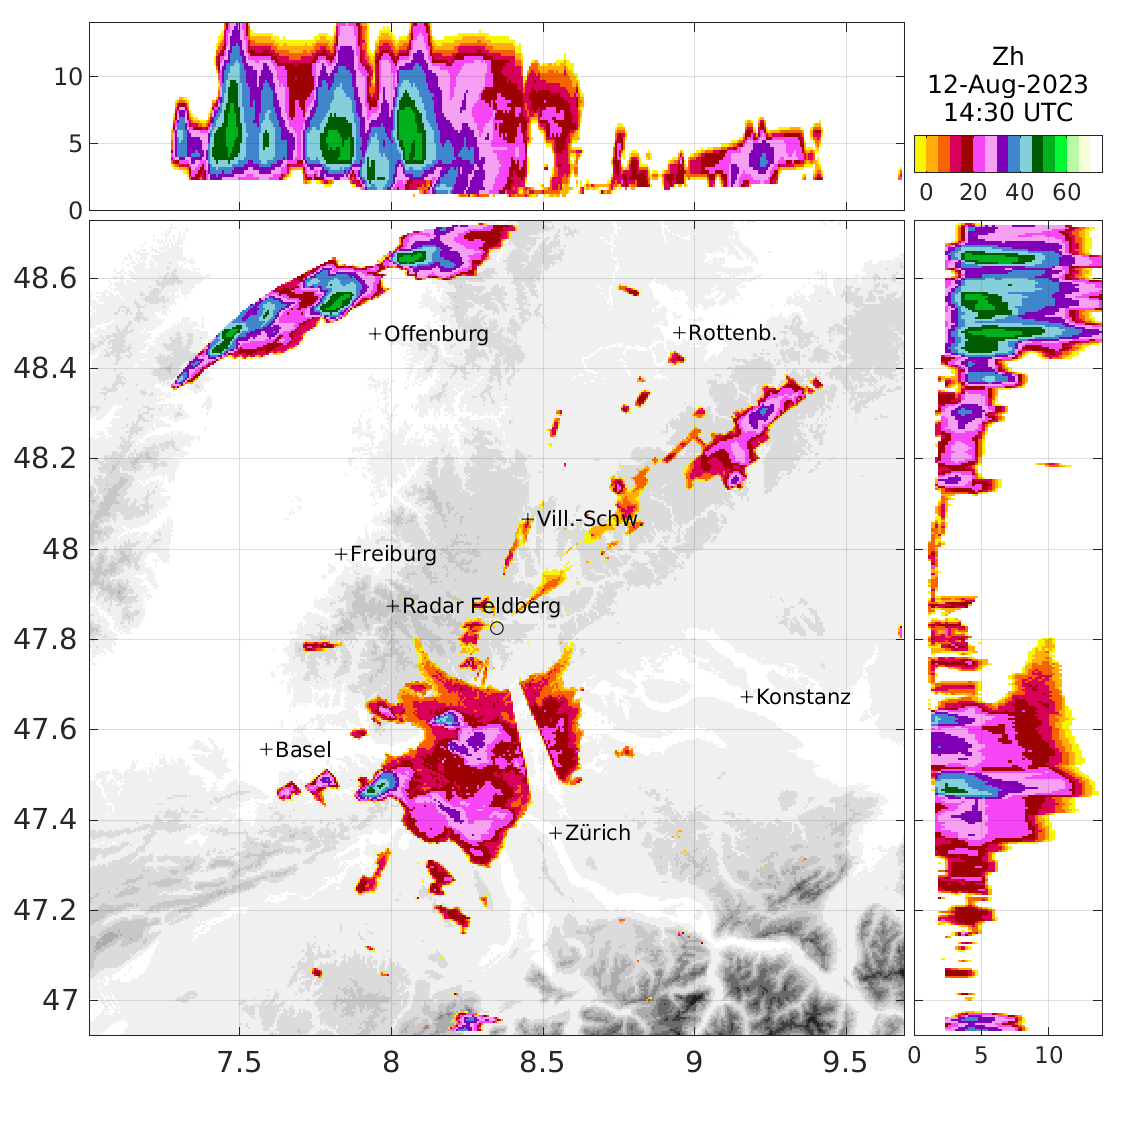 10
5
0
Zh
12-Aug-2023
14:30 UTC
0 20 40 60
48.6
48.4
48.2
48
47.8
47.6
47.4
47.2
47
+Offenburg
+Rottenb.
+Vill.-Schw.
+Freiburg
+Radar Feldberg
+Konstanz
+Basel
+Zürich
7.5 8 8.5 9 9.5
0 5 10